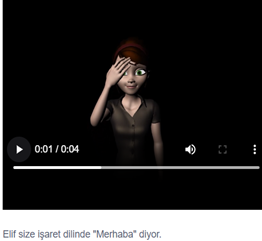 0:01 / 0:04
Elif size işaret dilinde "Merhaba" diyor.